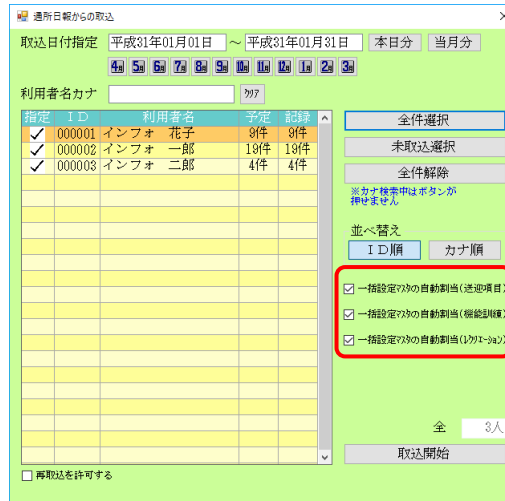 通所日報からの取込
取込日付指定 平成31年01月01日 ～ 平成31年01月31日 本日分 当月分
4月 5月 6月 7月 8月 9月 10月 11月 12月 1月 2月 3月
利用者名カナ クリア
指定 ID 利用者名 予定 記録
000001 インフォ 花子 9件 9件
000002 インフォ 一郎 19件 19件
000003 インフォ 二郎 4件 4件
全件選択
未取込選択
全件解除
※カナ検索中はボタンが
押せません
並べ替え
ID順 カナ順
一括設定マスタの自動割当(送迎項目)
一括設定マスタの自動割当(機能訓練)
一括設定マスタの自動割当(レクリエーション)
全 3人
取込開始
再取込を許可する